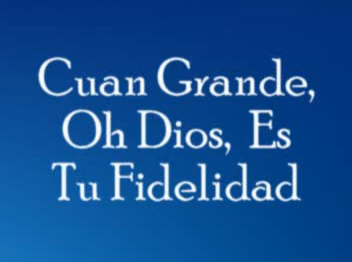 Cuan Grande,
Oh Dios, Es
Tu Fidelidad